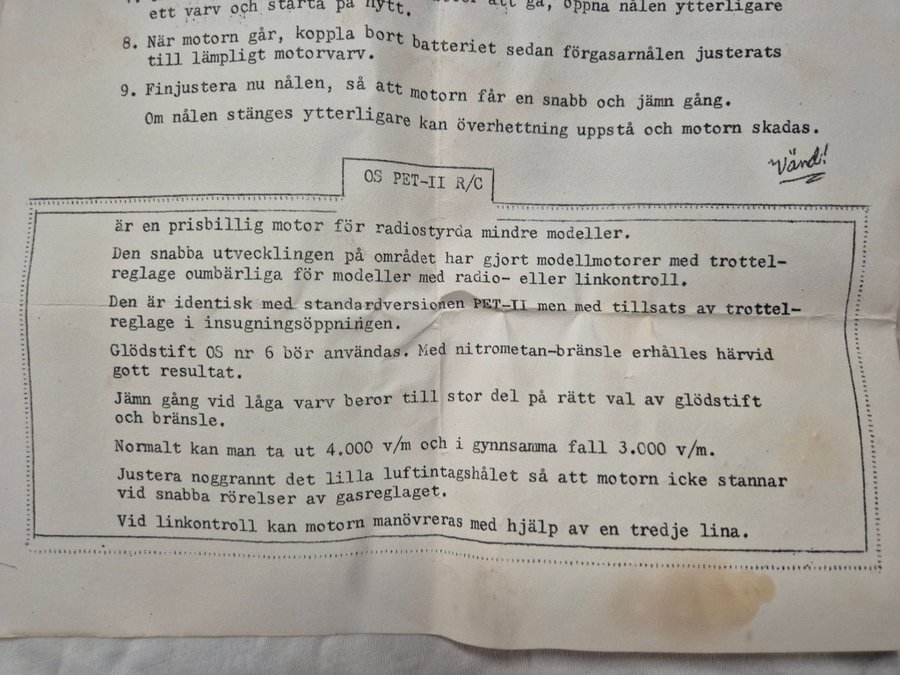 ett varv och starta på nytt. att gå, öppna nålen ytterligare
8. När motorn går, koppla bort batteriet sedan förgasarnålen justerats
till lämpligt motorvarv.
9. Finjustera nu nålen, så att motorn får en snabb och jämn gång.
Om nålen stänges ytterligare kan överhettning uppstå och motorn skadas.
Vänd!
OS PET-II R/C
är en prisbillig motor för radiostyrda mindre modeller.
Den snabba utvecklingen på området har gjort modellmotorer med trottel-
reglage oumbärliga för modeller med radio- eller linkontroll.
Den är identisk med standardversionen PET-II men med tillsats av trottel-
reglage i insugningsöppningen.
Glödstift OS nr 6 bör användas. Med nitrometan-bränsle erhålles härvid
gott resultat.
Jämn gång vid låga varv beror till stor del på rätt val av glödstift
och bränsle.
Normalt kan man ta ut 4.000 v/m och i gynnsamma fall 3.000 v/m.
Justera noggrannt det lilla luftintagshålet så att motorn icke stannar
vid snabba rörelser av gasreglaget.
Vid linkontroll kan motorn manövreras med hjälp av en tredje lina.